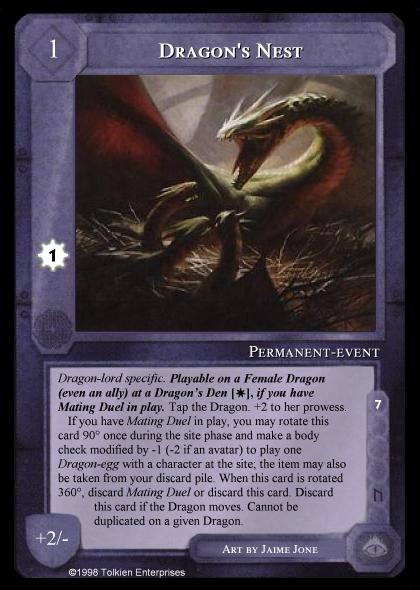 1
DRAGON'S NEST
1
PERMANENT-EVENT
Dragon-lord specific. Playable on a Female Dragon
(even an ally) at a Dragon's Den [☀], if you have
Mating Duel in play. Tap the Dragon. +2 to her prowess.
If you have Mating Duel in play, you may rotate this
card 90° once during the site phase and make a body
check modified by -1 (-2 if an avatar) to play one
Dragon-egg with a character at the site; the item may also
be taken from your discard pile. When this card is rotated
360°, discard Mating Duel or discard this card. Discard
this card if the Dragon moves. Cannot be
duplicated on a given Dragon.
7
+2/-
ART BY JAIME JONE
©1998 Tolkien Enterprises